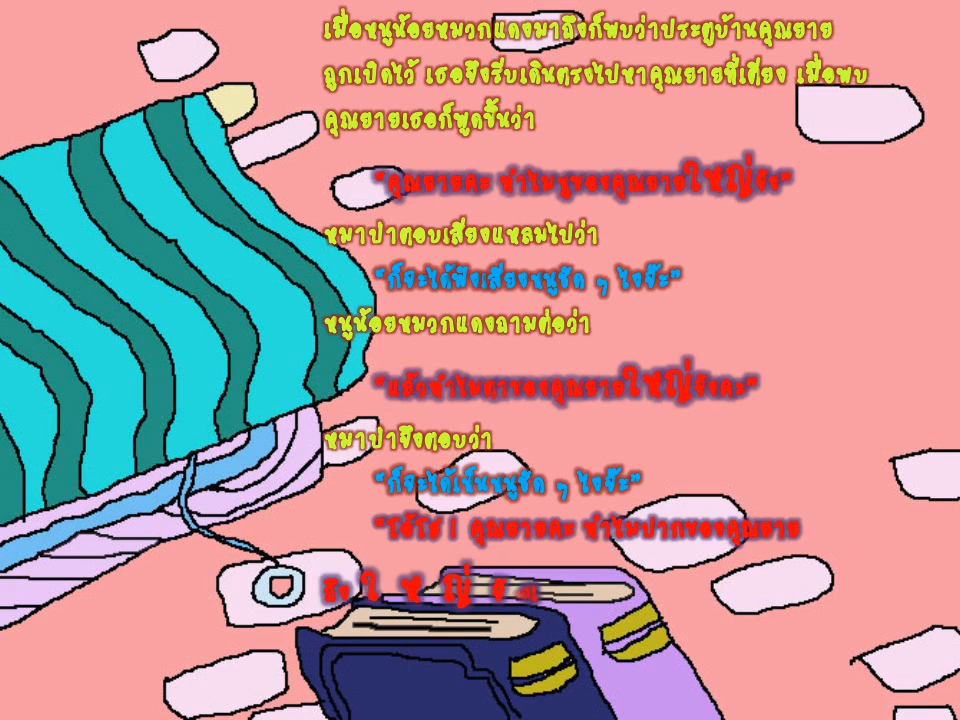 เมื่อหนูน้อยหมวกแดงมาถึงก็พบว่าประตูบ้านคุณยาย
ถูกเปิดไว้ เธอจึงรีบเดินตรงไปหาคุณยายที่เตียง เมื่อพบ
คุณยายเธอก็พูดขึ้นว่า
"คุณยายคะ ทำไมหูของคุณยายใหญ่จัง"
หมาป่าตอบเสียงแหลมไปว่า
"ก็จะได้ฟังเสียงหนูชัด ๆ ไงจ๊ะ"
หนูน้อยหมวกแดงถามต่อว่า
"แล้วทำไมตาของคุณยายใหญ่จังคะ"
หมาป่าจึงตอบว่า
"ก็จะได้เห็นหนูชัด ๆ ไงจ๊ะ"
"โอ้โฮ! คุณยายคะ ทำไมปากของคุณยาย
ถึง ใ ห ญ่ จั